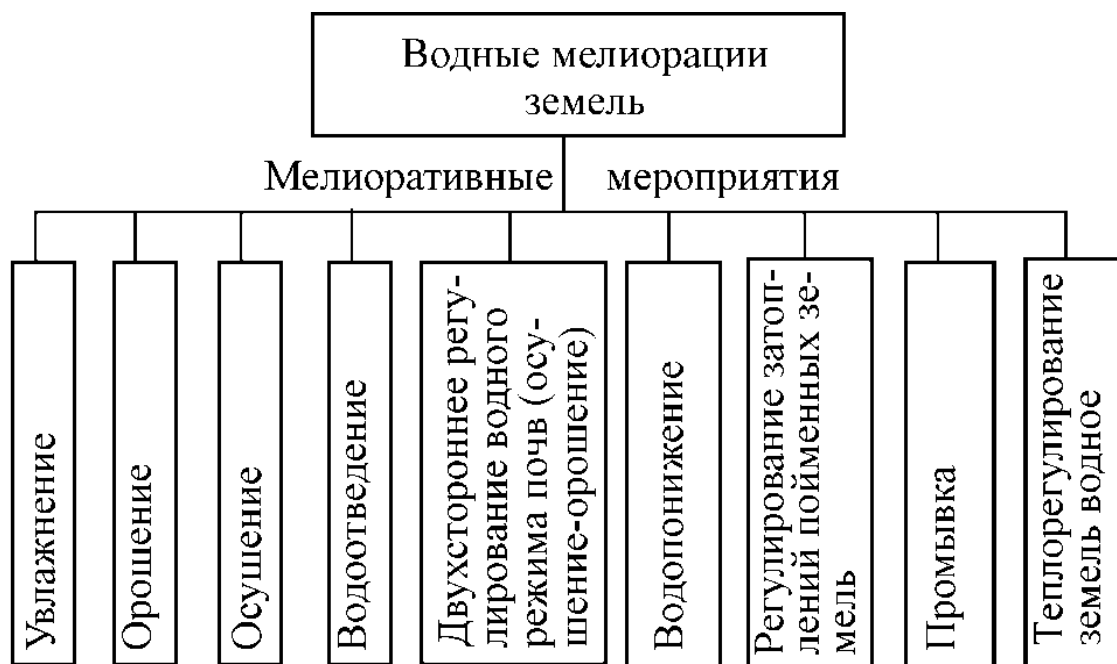 Водные мелиорации
земель
Мелиоративные мероприятия
Увлажнение
Орошение
Осушение
Водоотведение
Двухстороннее регу-
лирование водного
режима почв (осу-
шение-орошение)
Водопонижение
Регулирование затоп-
лений пойменных зе-
мель
Промывка
Теплорегулирование
земель водное